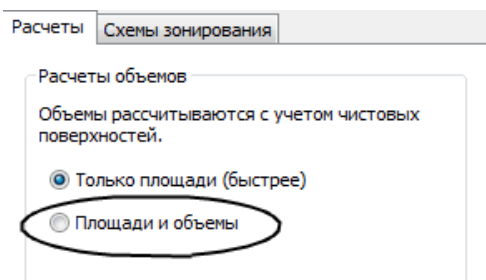 Расчеты Схемы зонирования
Расчеты объемов
Объемы рассчитываются с учетом чистовых
поверхностей.
Только площади (быстрее)
Площади и объемы